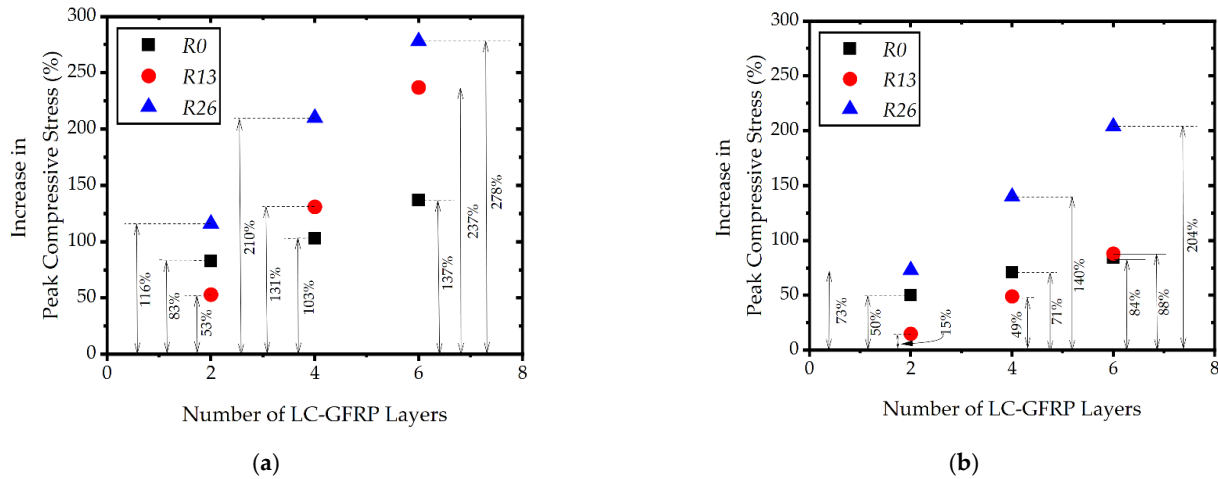 300
250
200
150
100
50
0
Increase in
Peak Compressive Stress (%)
R0
R13
R26
116%
83%
53%
210%
131%
103%
137%
237%
278%
0 2 4 6 8
Number of LC-GFRP Layers
(a)
300
250
200
150
100
50
0
Increase in
Peak Compressive Stress (%)
R0
R13
R26
73%
50%
15%
49%
71%
140%
84%
88%
204%
0 2 4 6 8
Number of LC-GFRP Layers
(b)